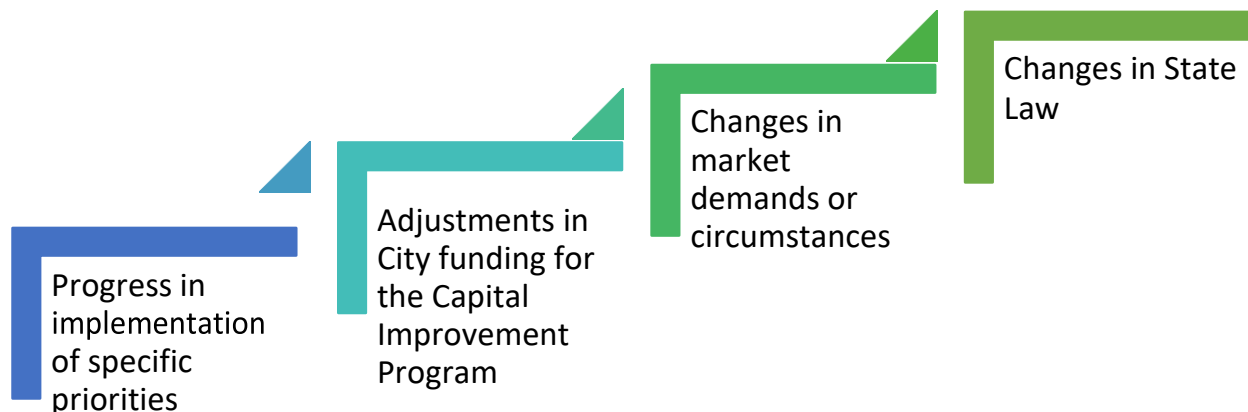 Progress in
implementation
of specific
priorities
Adjustments in
City funding for
the Capital
Improvement
Program
Changes in
market
demands or
circumstances
Changes in State
Law